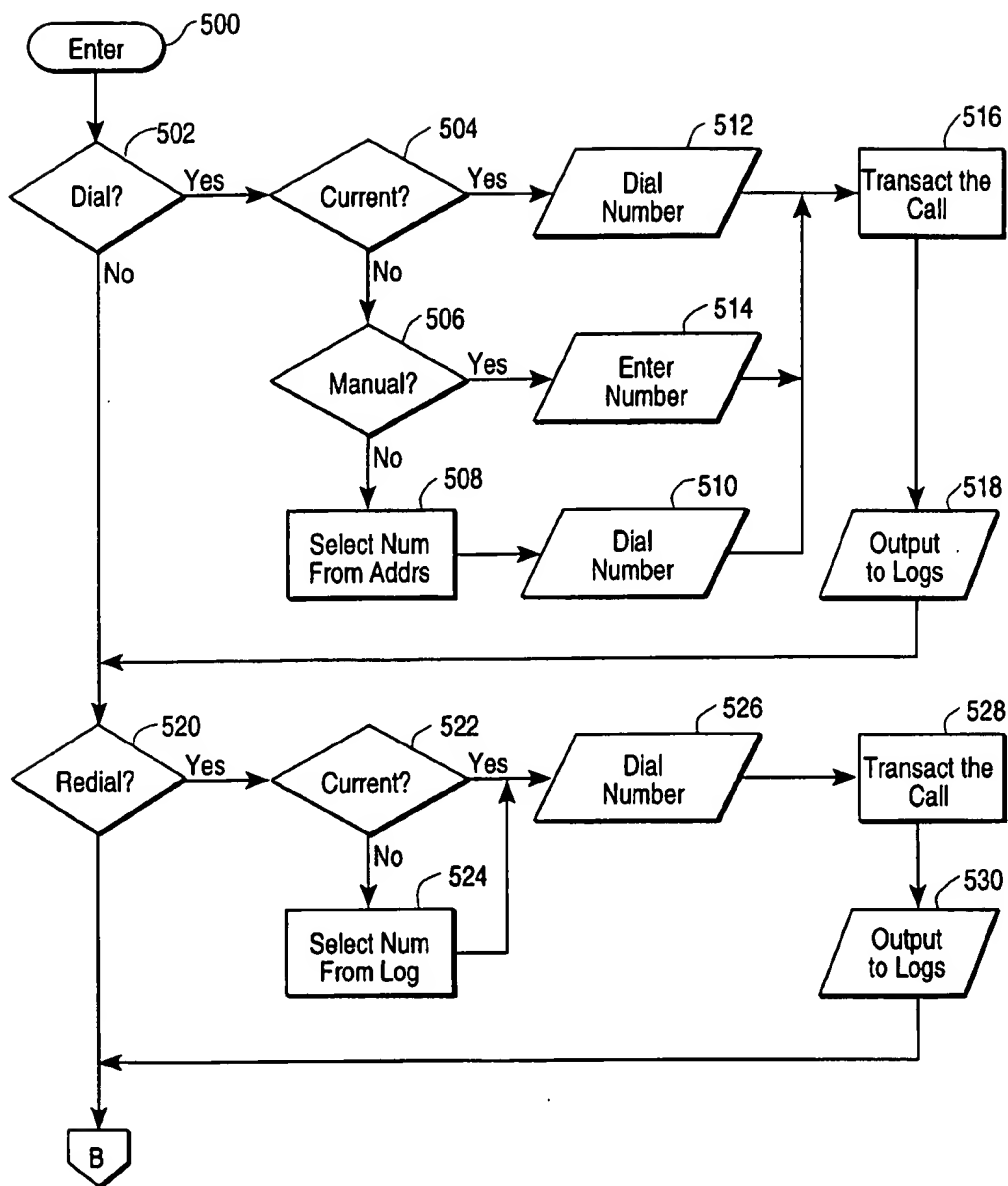 Enter
500
Dial?
502
Yes
No
Current?
504
Yes
No
Dial
Number
512
Transact the
Call
516
Manual?
506
Yes
No
Enter
Number
514
Select Num
From Addrs
508
Dial
Number
510
Output
to Logs
518
Redial?
520
Yes
Current?
522
Yes
No
Dial
Number
526
Transact the
Call
528
Select Num
From Log
524
Output
to Logs
530
B